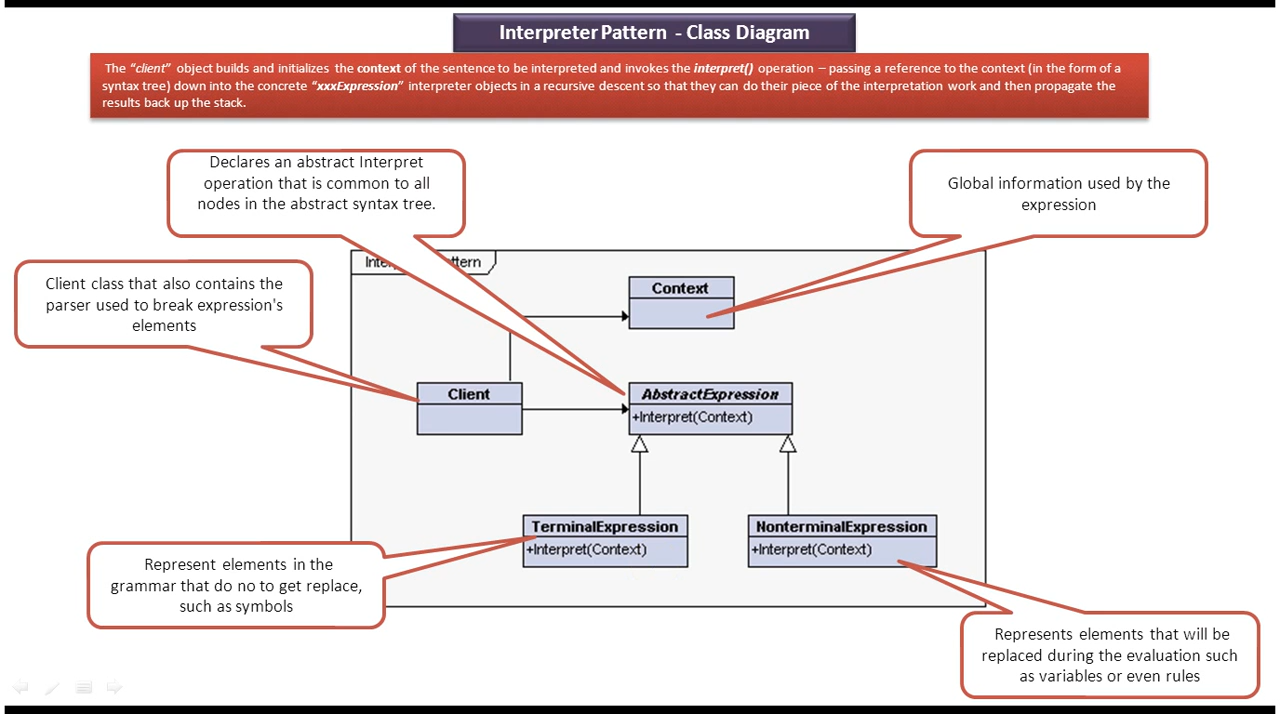 Interpreter Pattern - Class Diagram
The “client” object builds and initializes the context of the sentence to be interpreted and invokes the interpret() operation – passing a reference to the context (in the form of a
syntax tree) down into the concrete “xxxExpression” interpreter objects in a recursive descent so that they can do their piece of the interpretation work and then propagate the
results back up the stack.
Declares an abstract Interpret
operation that is common to all
nodes in the abstract syntax tree.
Global information used by the
expression
Client class that also contains the
parser used to break expression's
elements
Context
Client
AbstractExpression
+Interpret(Context)
TerminalExpression
+Interpret(Context)
NonterminalExpression
+Interpret(Context)
Represent elements in the
grammar that do no to get replace,
such as symbols
Represents elements that will be
replaced during the evaluation such
as variables or even rules